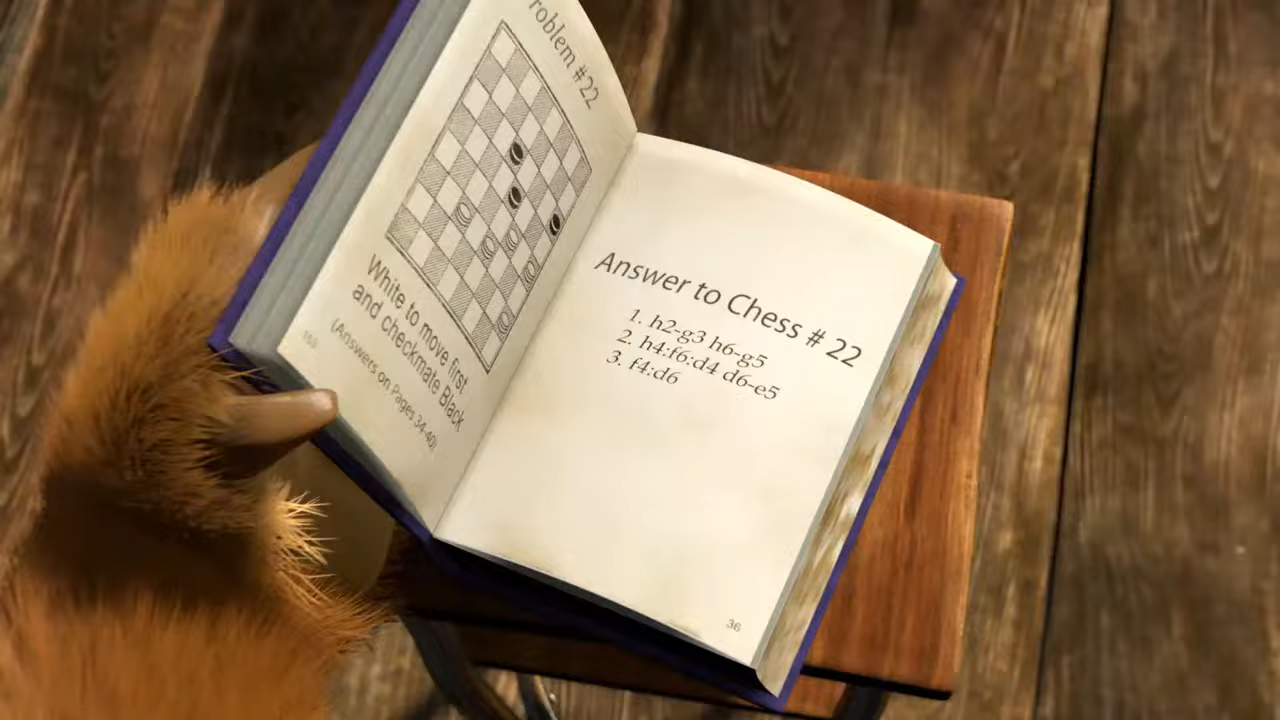 roblem #22
White to move first
and checkmate Black
(Answers on Pages 34-40)
Answer to Chess # 22
1. h2-g3 h6-g5
2. h4:f6:d4 d6-e5
3. f4:d6
36